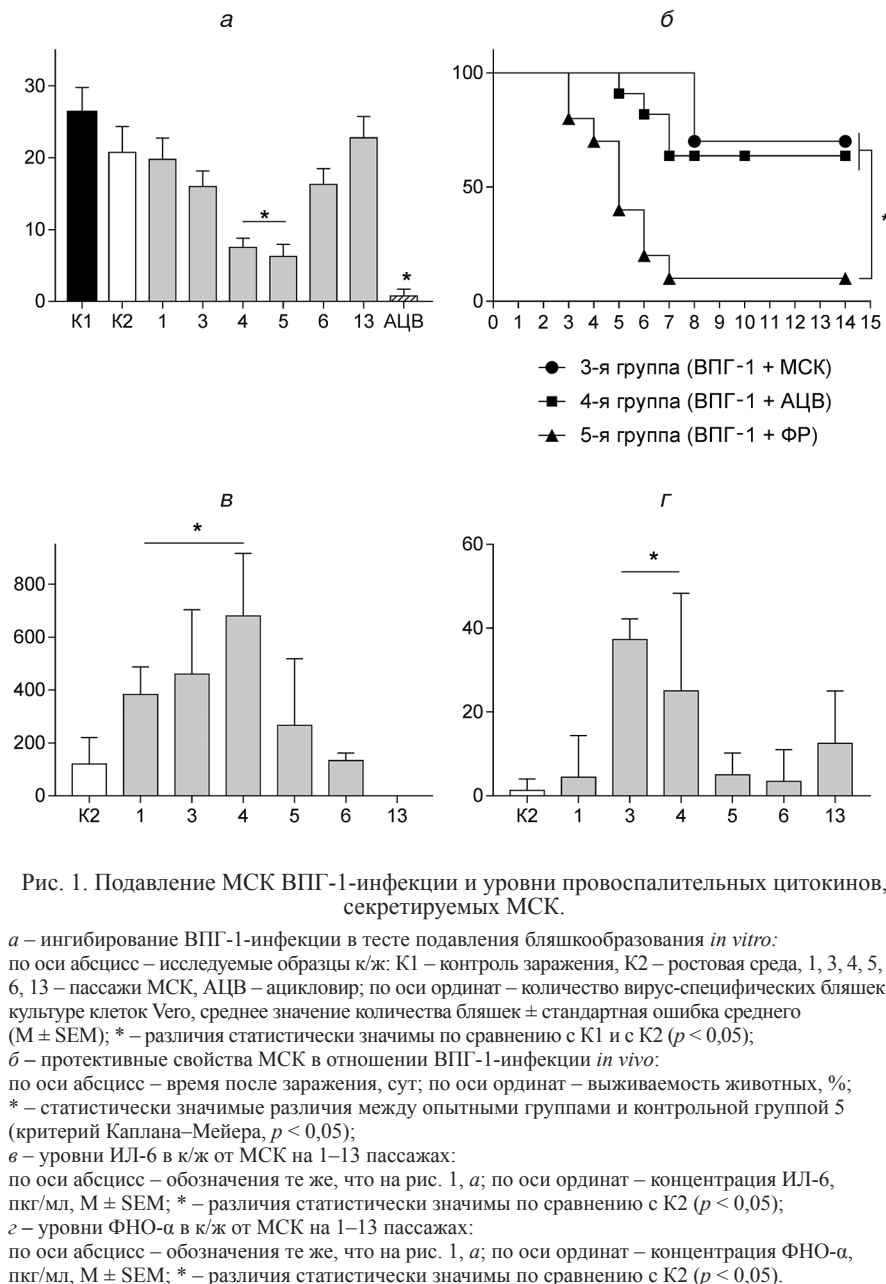 а
б
30
20
10
0
*
*
К1 К2 1 3 4 5 6 13 АЦВ
100
50
0
*
0 1 2 3 4 5 6 7 8 9 10 11 12 13 14 15
3-я группа (ВПГ-1 + МСК)
4-я группа (ВПГ-1 + АЦВ)
5-я группа (ВПГ-1 + ФР)
в
г
800
600
400
200
0
*
К2 1 3 4 5 6 13
60
40
20
0
*
К2 1 3 4 5 6 13
Рис. 1. Подавление МСК ВПГ-1-инфекции и уровни провоспалительных цитокинов,
секретируемых МСК.
а – ингибирование ВПГ-1-инфекции в тесте подавления бляшкообразования in vitro:
по оси абсцисс – исследуемые образцы к/ж: К1 – контроль заражения, К2 – ростовая среда, 1, 3, 4, 5,
6, 13 – пассажи МСК, АЦВ – ацикловир; по оси ординат – количество вирус-специфических бляшек
культуре клеток Vero, среднее значение количества бляшек ± стандартная ошибка среднего
(M ± SEM); * – различия статистически значимы по сравнению с К1 и с К2 (p < 0,05);
б – протективные свойства МСК в отношении ВПГ-1-инфекции in vivo:
по оси абсцисс – время после заражения, сут; по оси ординат – выживаемость животных, %;
* – статистически значимые различия между опытными группами и контрольной группой 5
(критерий Каплана–Мейера, p < 0,05);
в – уровни ИЛ-6 в к/ж от МСК на 1–13 пассажах:
по оси абсцисс – обозначения те же, что на рис. 1, а; по оси ординат – концентрация ИЛ-6,
пкг/мл, M ± SEM; * – различия статистически значимы по сравнению с К2 (p < 0,05);
г – уровни ФНО-α в к/ж от МСК на 1–13 пассажах:
по оси абсцисс – обозначения те же, что на рис. 1, а; по оси ординат – концентрация ФНО-α,
пкг/мл, M ± SEM; * – различия статистически значимы по сравнению с К2 (p < 0,05).